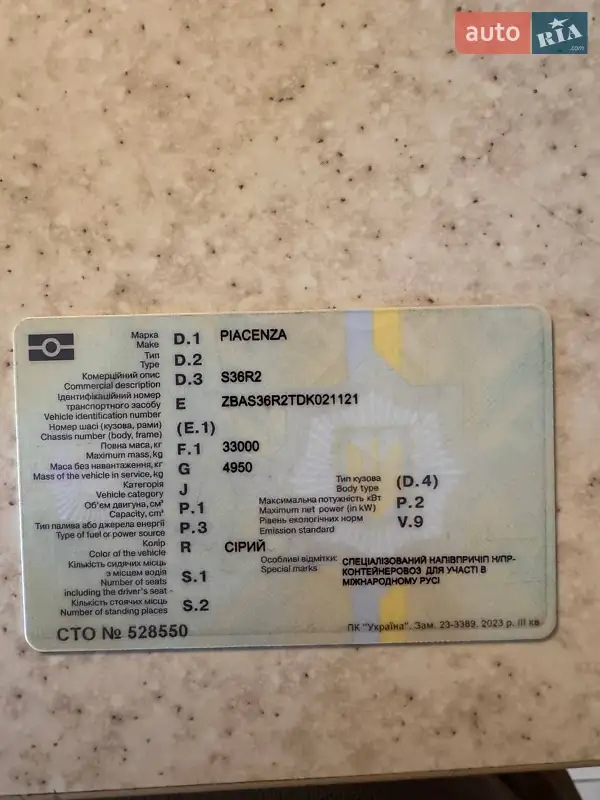 auto RIA .com
Марка D.1 PIACENZA
Make
Тип D.2
Type
Комерційний опис D.3 S36R2
Commercial description
Ідентифікаційний номер
транспортного засобу E ZBAS36R2TDK021121
Vehicle identification number
Номер шасі (кузова, рами) (E.1)
Chassis number (body, frame)
Повна маса, кг F.1 33000
Maximum mass, kg
Маса без навантаження, кг G 4950
Mass of the vehicle in service, kg
Категорія J
Vehicle category
Тип кузова (D.4)
Body type
Об'єм двигуна, см³ P.1
Capacity, cm³
Максимальна потужність кВт P.2
Maximum net power (in kW)
Тип палива або джерела енергії P.3
Type of fuel or power source
Рівень екологічних норм V.9
Emission standard
Колір R СІРИЙ
Color of the vehicle
Особливі відмітки: СПЕЦІАЛІЗОВАНИЙ НАПІВПРИЧІП Н/ПР-
Special marks КОНТЕЙНЕРОВОЗ ДЛЯ УЧАСТІ В
МІЖНАРОДНОМУ РУСІ
Кількість сидячих місць
з місцем водія S.1
Number of seats
including the driver's seat
Кількість стоячих місць S.2
Number of standing places
СТО № 528550
ПК "Україна". Зам. 23-3389. 2023 р. III кв